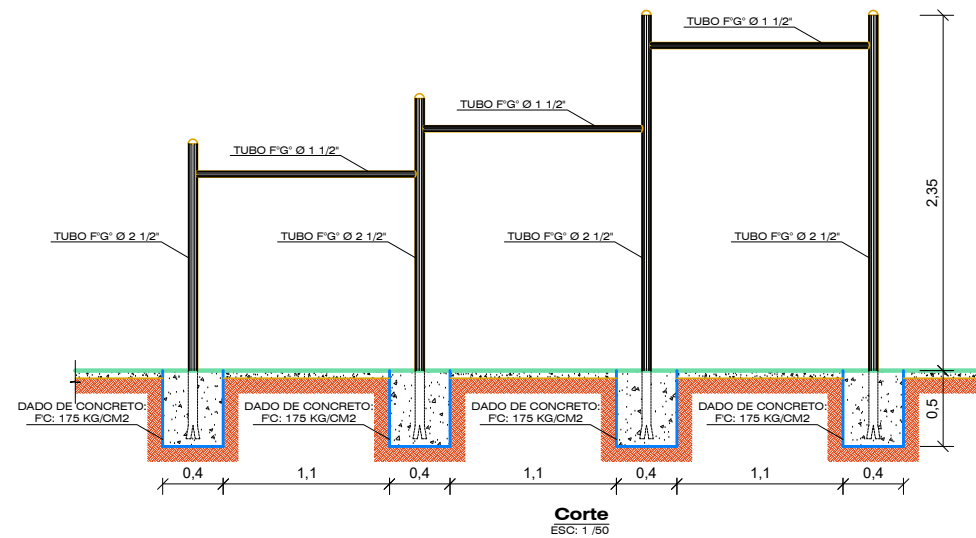 TUBO F°G° Ø 1 1/2"
TUBO F°G° Ø 1 1/2"
TUBO F°G° Ø 1 1/2"
TUBO F°G° Ø 2 1/2"
TUBO F°G° Ø 2 1/2"
TUBO F°G° Ø 2 1/2"
TUBO F°G° Ø 2 1/2"
2,35
DADO DE CONCRETO:
F'C: 175 KG/CM2
DADO DE CONCRETO:
F'C: 175 KG/CM2
DADO DE CONCRETO:
F'C: 175 KG/CM2
DADO DE CONCRETO:
F'C: 175 KG/CM2
0.5
0,4
1,1
0,4
1,1
0,4
1,1
0,4
Corte
ESC: 1 /50